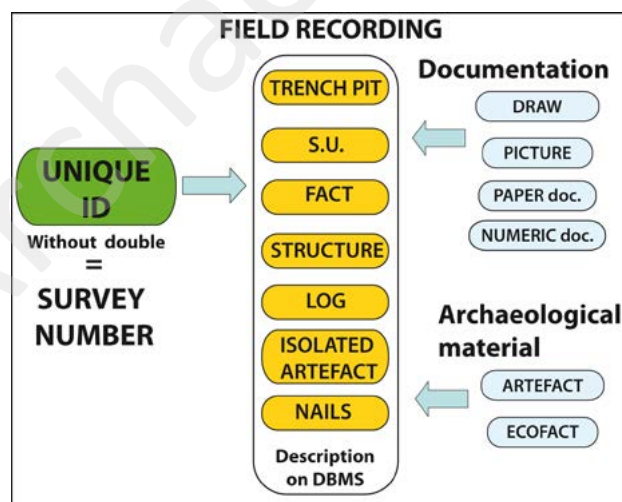 FIELD RECORDING
UNIQUE
ID
Without double
=
SURVEY
NUMBER
TRENCH PIT
S.U.
FACT
STRUCTURE
LOG
ISOLATED
ARTEFACT
NAILS
Description
on DBMS
Documentation
DRAW
PICTURE
PAPER doc.
NUMERIC doc.
Archaeological
material
ARTEFACT
ECOFACT